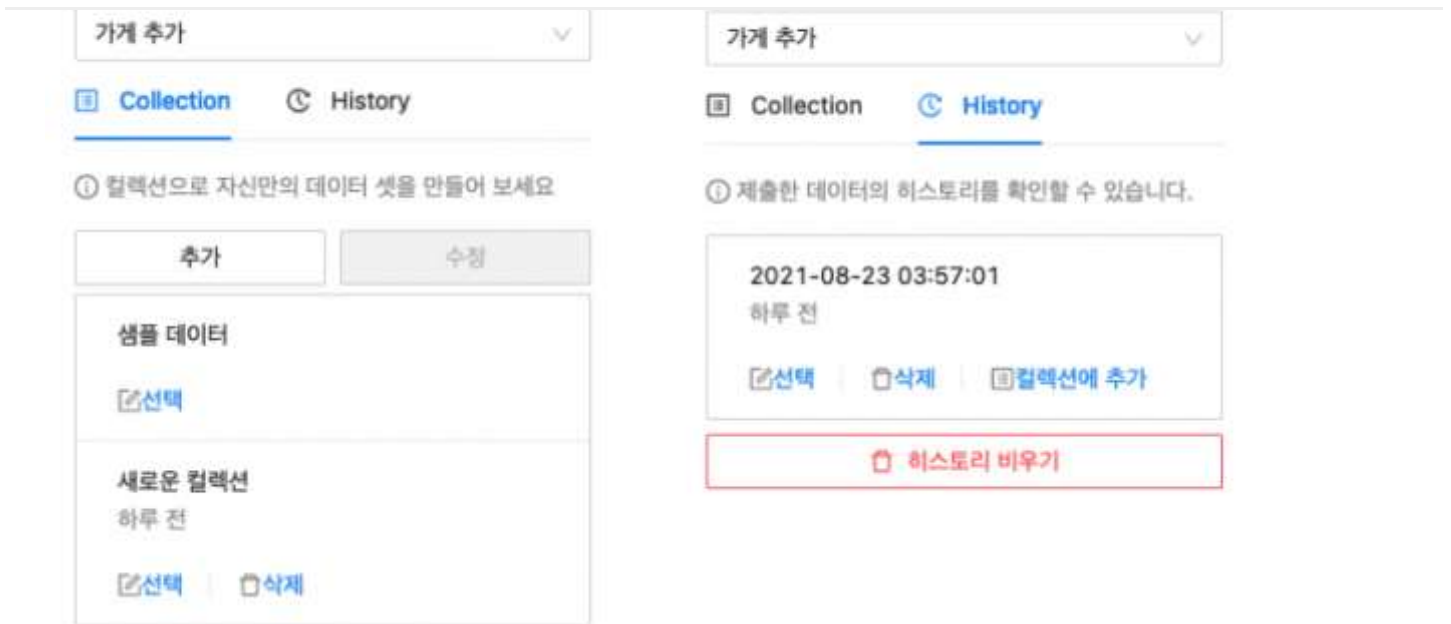 가게 추가
Collection
History
컬렉션으로 자신만의 데이터 셋을 만들어 보세요
추가
수정
샘플 데이터
선택
새로운 컬렉션
하루 전
선택
삭제
가게 추가
Collection
History
제출한 데이터의 히스토리를 확인할 수 있습니다.
2021-08-23 03:57:01
하루 전
선택
삭제
컬렉션에 추가
히스토리 비우기